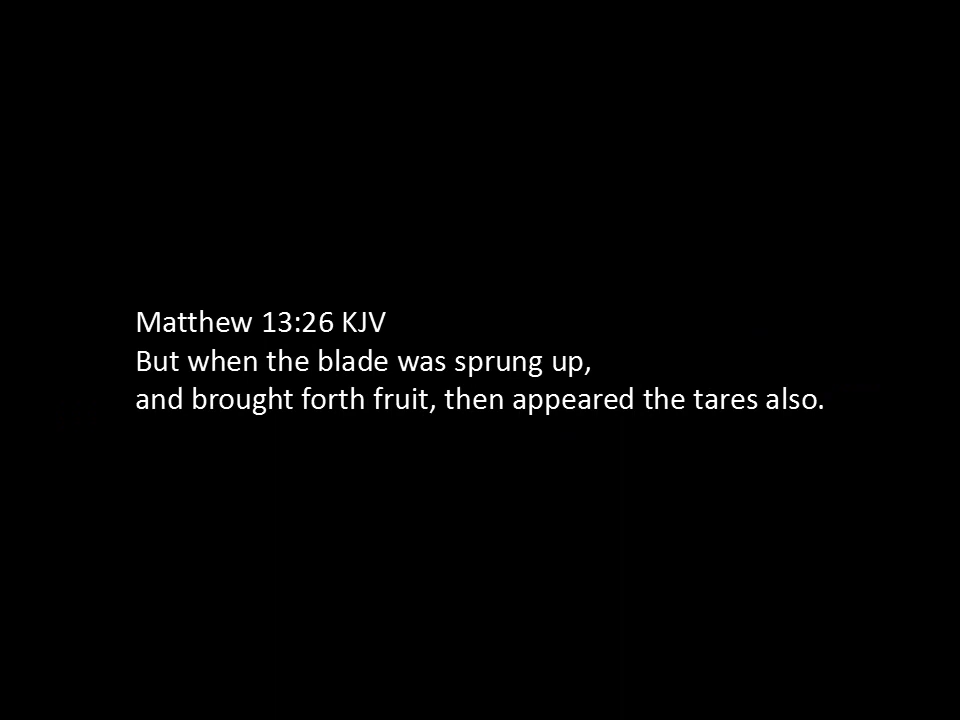 Matthew 13:26 KJV
But when the blade was sprung up,
and brought forth fruit, then appeared the tares also.